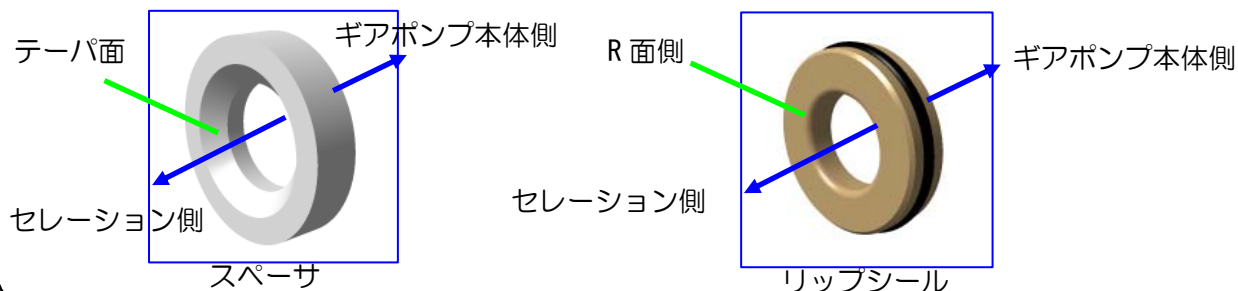 テーパ面
ギアポンプ本体側
セレーション側
スペーサ
R面側
ギアポンプ本体側
セレーション側
リップシール